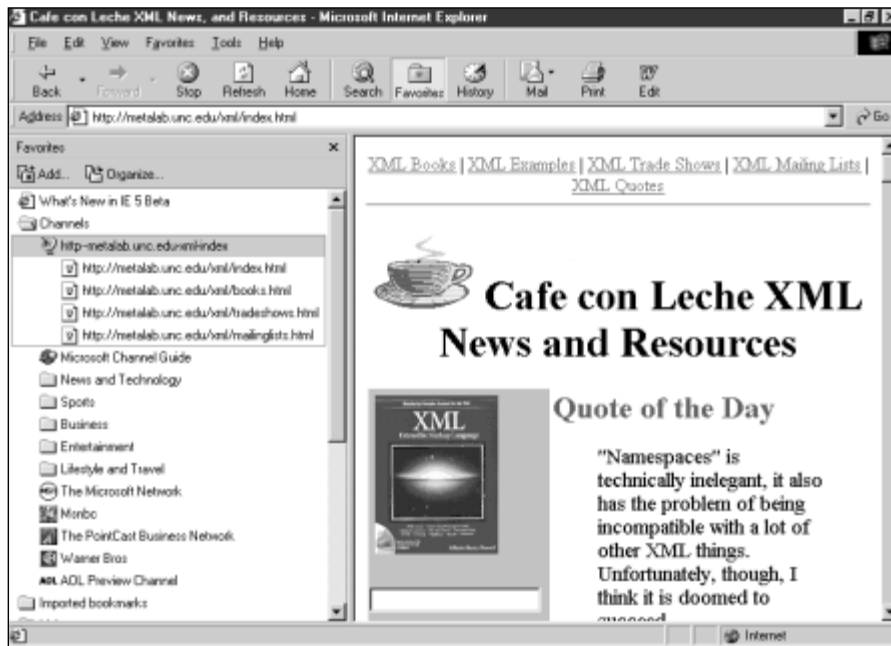 Cafe con Leche XML News, and Resources - Microsoft Internet Explorer
File Edit View Favorites Tools Help
Back Forward Stop Refresh Home Search Favorites History Mail Print Edit
Address http://metalab.unc.edu/xml/index.html Go
Favorites
Add... Organize...
What's New in IE 5 Beta
Channels
http--metalab.unc.edu-xml-index
http://metalab.unc.edu/xml/index.html
http://metalab.unc.edu/xml/books.html
http://metalab.unc.edu/xml/tradeshows.html
http://metalab.unc.edu/xml/mailinglists.html
Microsoft Channel Guide
News and Technology
Sports
Business
Entertainment
Lifestyle and Travel
The Microsoft Network
Msnbc
The PointCast Business Network
Warner Bros
AOL AOL Preview Channel
Imported bookmarks
XML Books | XML Examples | XML Trade Shows | XML Mailing Lists |
XML Quotes
Cafe con Leche XML
News and Resources
XML
Extensible Markup Language
Quote of the Day
"Namespaces" is
technically inelegant, it also
has the problem of being
incompatible with a lot of
other XML things.
Unfortunately, though, I
think it is doomed to
succeed
Internet